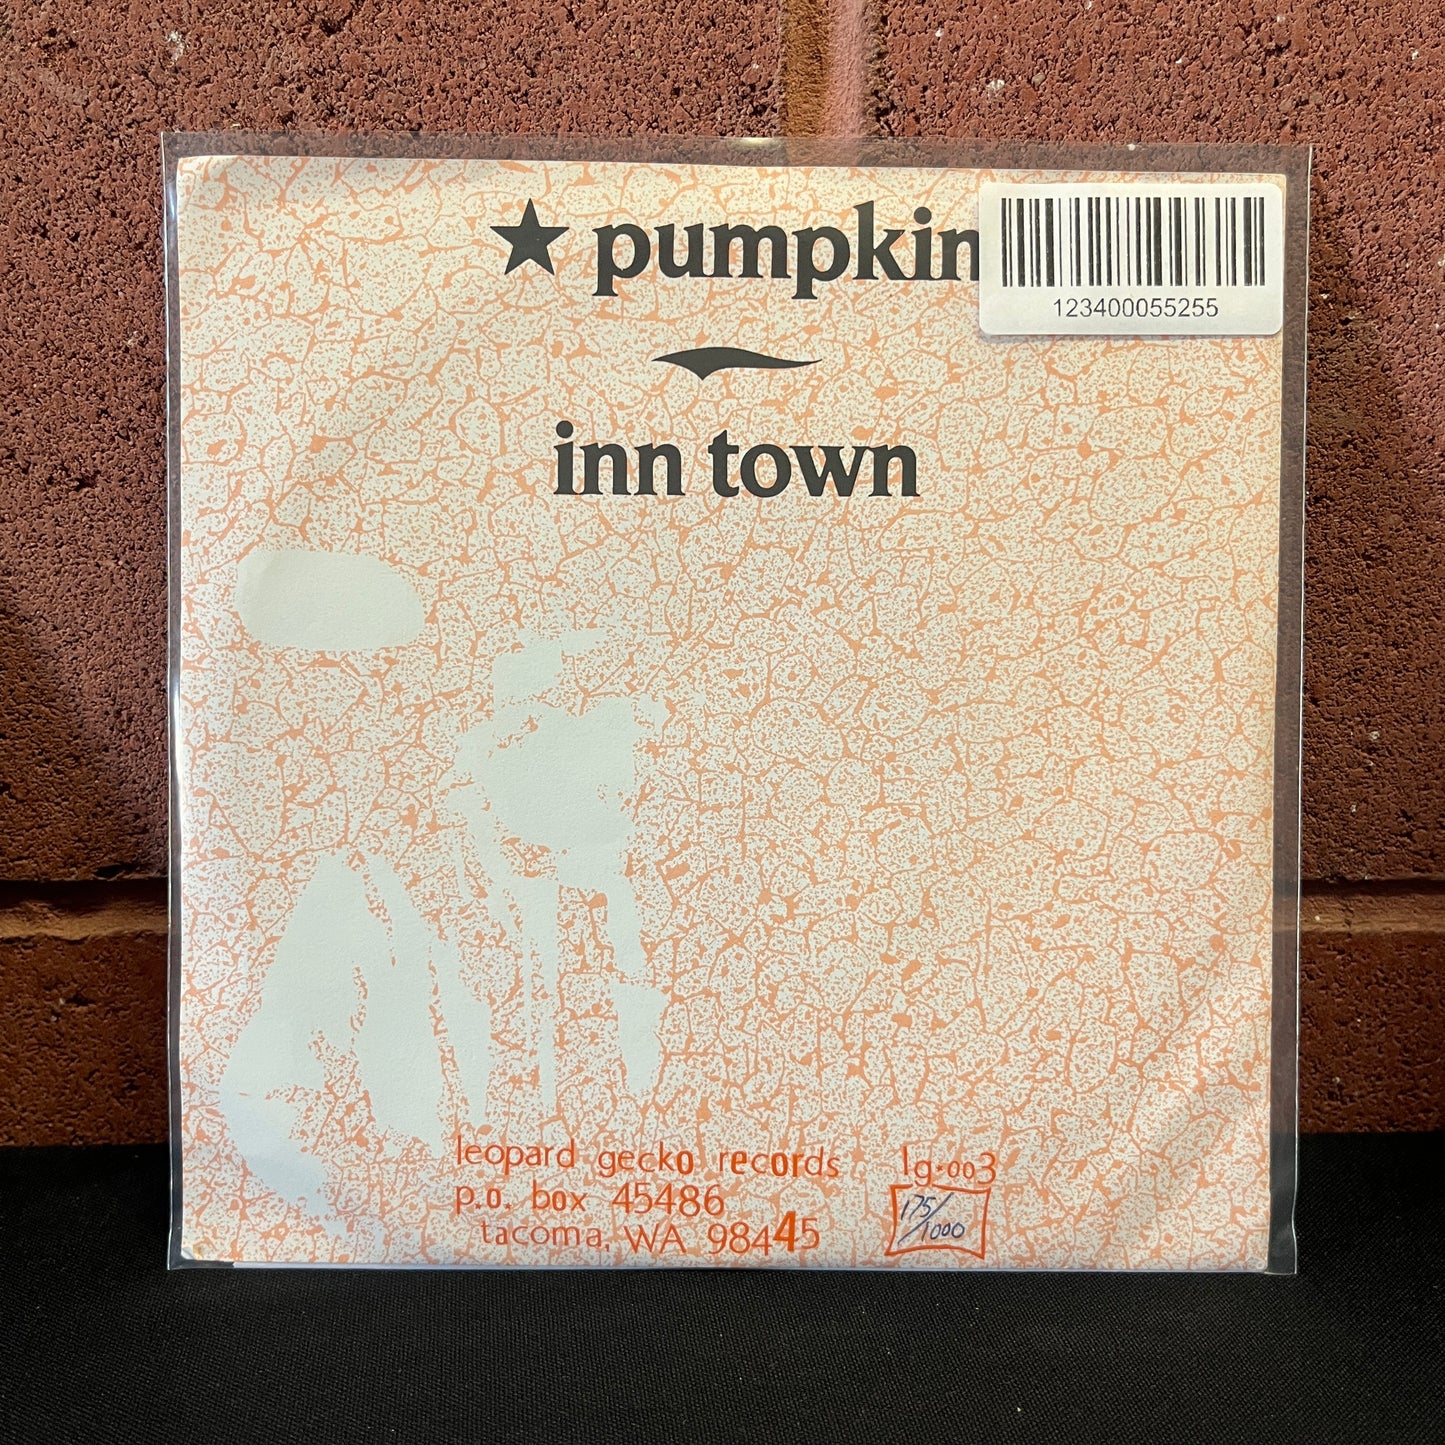 ★ pumpkin
123400055255
inn town
leopard gecko records
p.o. box 45486
tacoma, WA 98445
lg.003
175/1000